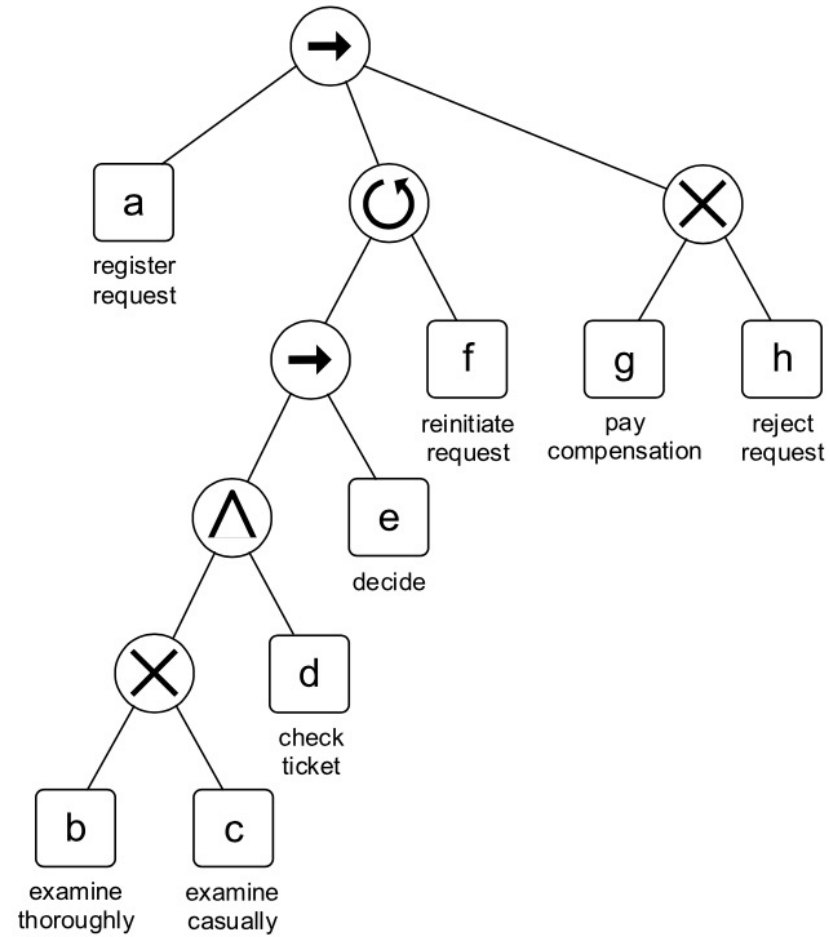 a
register
request
f
reinitiate
request
g
pay
compensation
h
reject
request
e
decide
d
check
ticket
b
examine
thoroughly
c
examine
casually